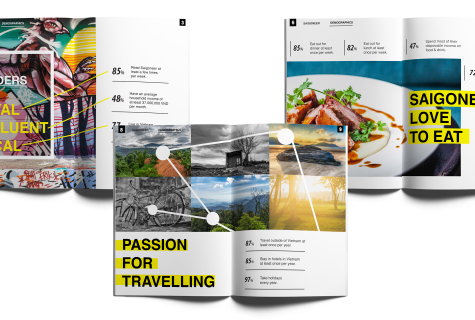 3
DEMOGRAPHICS
DERS
LUENT
CAL
85%
Read Saigoneer at
least a few times
per week.
48%
Have an average
household income of
at least 37,000,000 VND
per month.
77
8
SAIGONEER
DEMOGRAPHICS
85%
Eat out for
dinner at least
once per week.
82%
Eat out for
lunch at least
once per week.
47%
Spend most of their
disposable income on
food & drink.
72
SAIGONE
LOVE
TO EAT
9
PASSION
FOR
TRAVELLING
87%
Travel outside of Vietnam at
least once per year.
85%
Stay in hotels in Vietnam
at least once per year.
97%
Take holidays
every year.